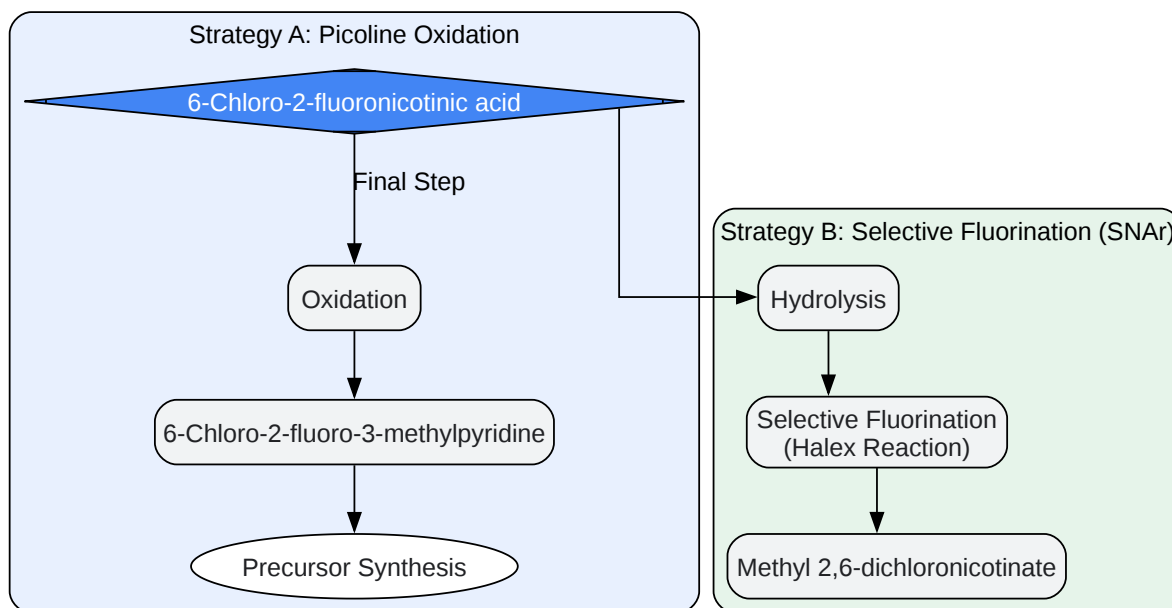 Strategy A: Picoline Oxidation
6-Chloro-2-fluoronicotinic acid
Final Step
Oxidation
6-Chloro-2-fluoro-3-methylpyridine
Precursor Synthesis
Strategy B: Selective Fluorination (SNAr)
Hydrolysis
Selective Fluorination
(Halex Reaction)
Methyl 2,6-dichloronicotinate